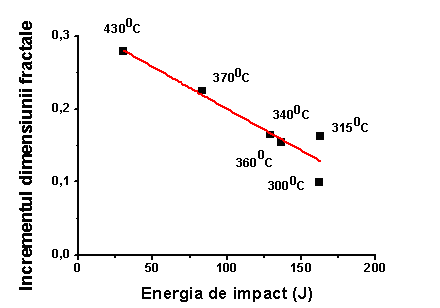 Incrementul dimensiunii fractale
0,3
0,2
0,1
0,0
430⁰C
370⁰C
340⁰C
315⁰C
360⁰C
300⁰C
0
50
100
150
200
Energia de impact (J)